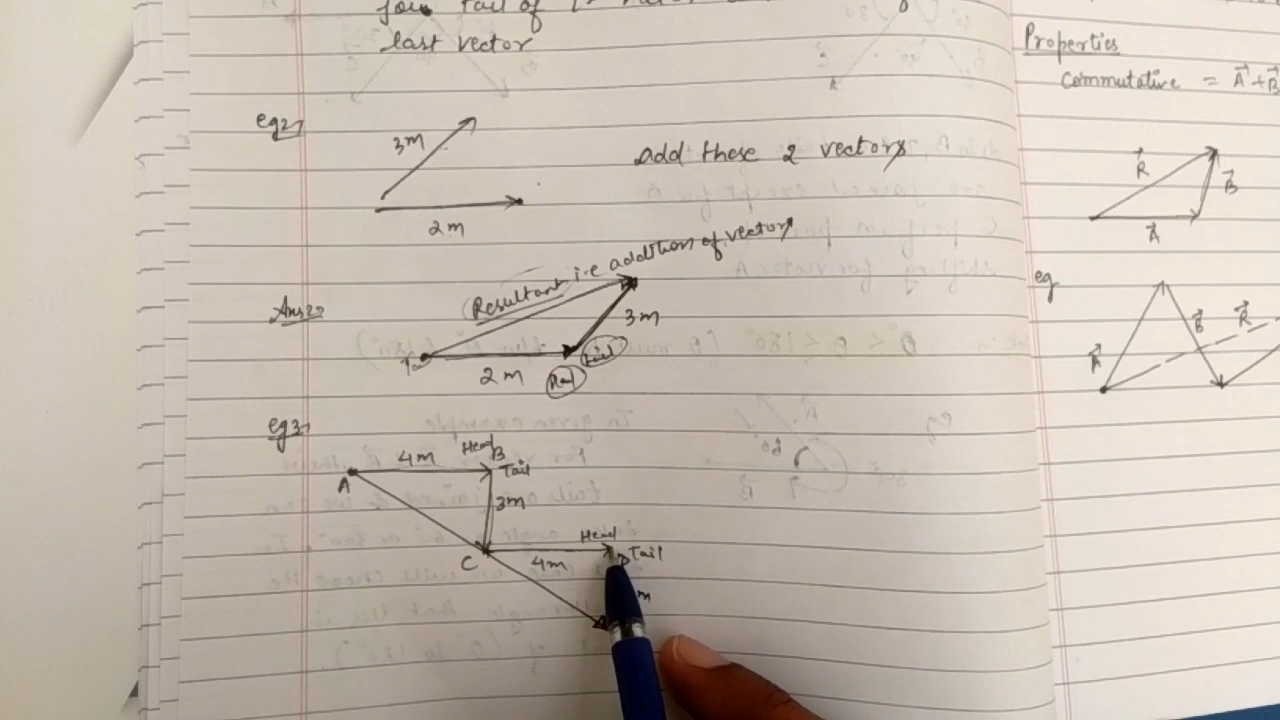 last vector
eg2→
3m
2m
Add these 2 vectors
Ans2→
Resultant i.e addition of vectors
3m
Tail
2m
Head
eg3→
4m
Head
B
Tail
A
3m
Head
Tail
C
4m
D
m
Properties
Commutative = A⃗+B⃗
R⃗
B⃗
A⃗
eg
B⃗
R⃗
A⃗